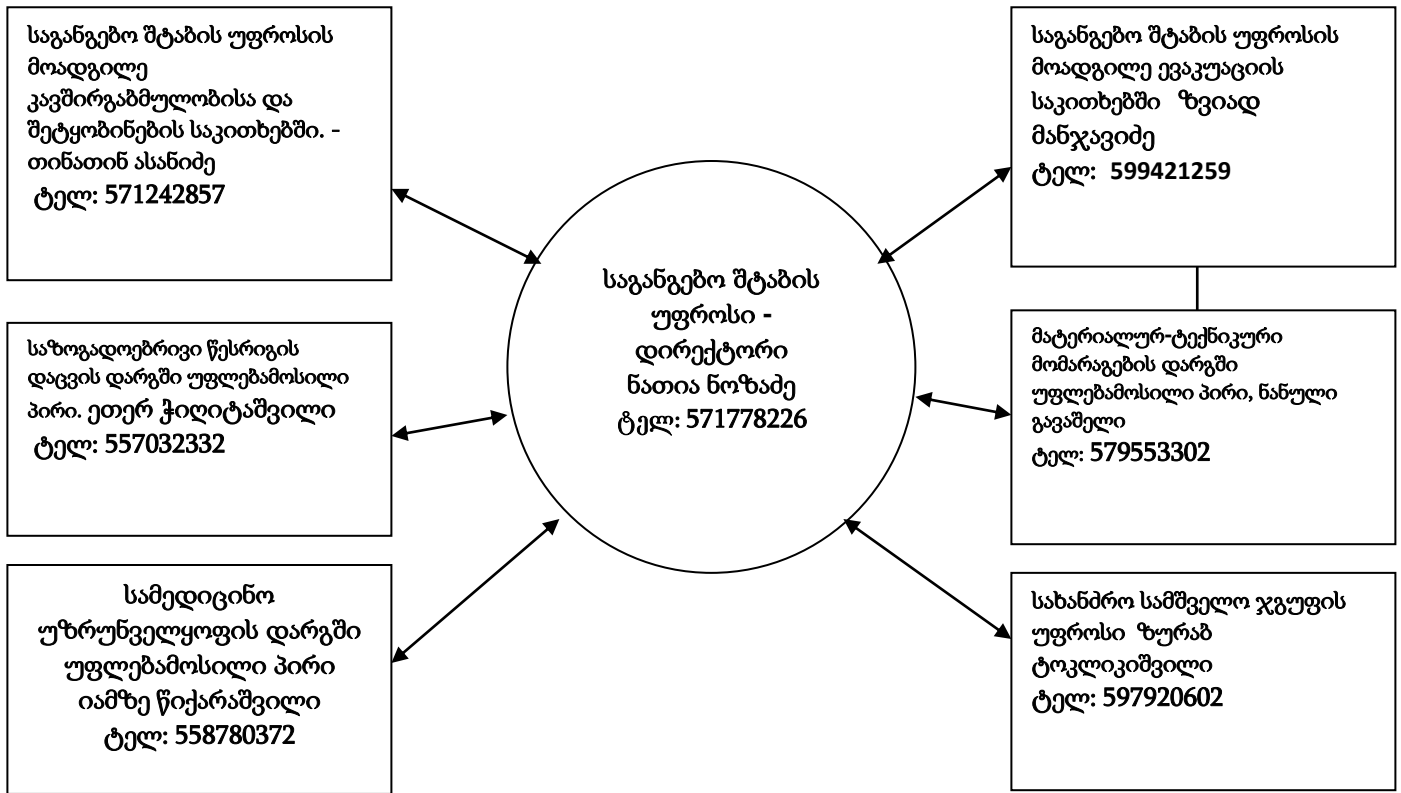 საგანგებო შტაბის უფროსის
მოადგილე
კავშირგაბმულობისა და
შეტყობინების საკითხებში. -
თინათინ ასანიძე
ტელ: 571242857
საზოგადოებრივი წესრიგის
დაცვის დარგში უფლებამოსილი
პირი. ეთერ ჭიღიტაშვილი
ტელ: 557032332
სამედიცინო
უზრუნველყოფის დარგში
უფლებამოსილი პირი
იამზე წიქარაშვილი
ტელ: 558780372
საგანგებო შტაბის
უფროსი -
დირექტორი
ნათია ნოზაძე
ტელ: 571778226
საგანგებო შტაბის უფროსის
მოადგილე ევაკუაციის
საკითხებში ზვიად
მანჯავიძე
ტელ: 599421259
მატერიალურ-ტექნიკური
მომარაგების დარგში
უფლებამოსილი პირი, ნანული
გავაშელი
ტელ: 579553302
სახანძრო სამშველო ჯგუფის
უფროსი ზურაბ
ტოკლიკიშვილი
ტელ: 597920602